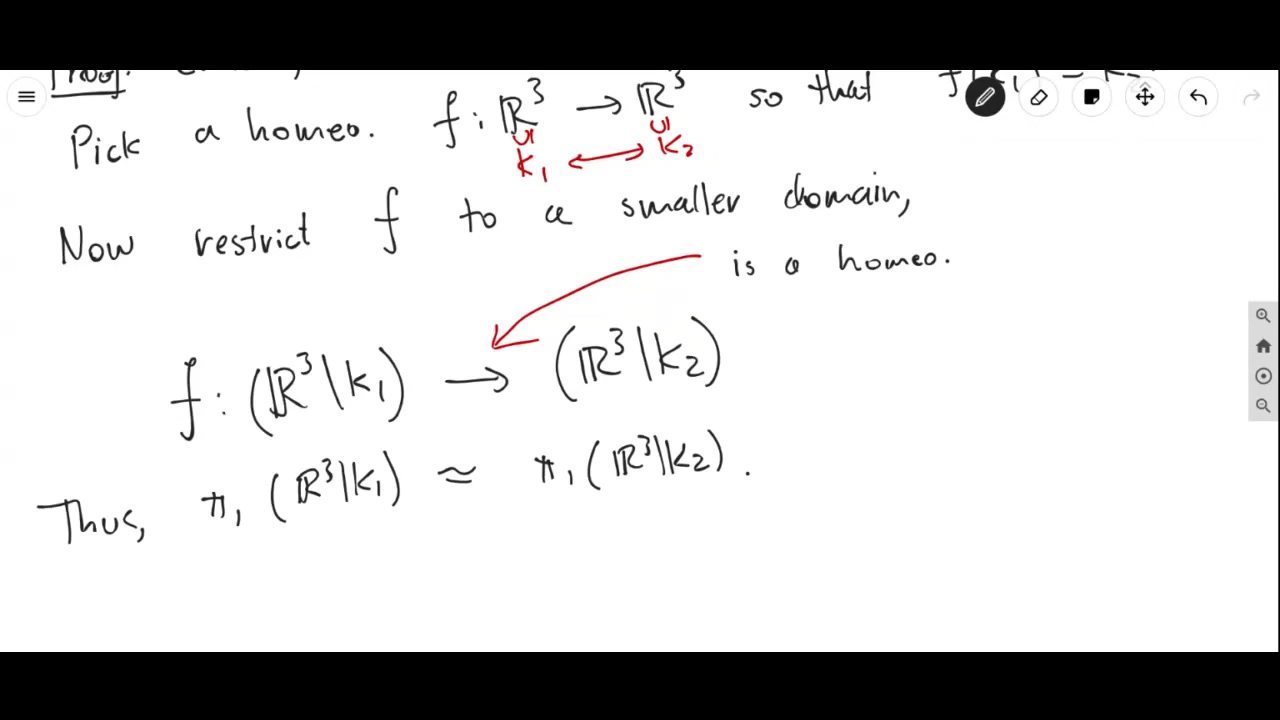 Proof.
Pick a homeo. f : ℝ³ → ℝ³ so that
∪| ∪|
K₁ ↔ K₂
Now restrict f to a smaller domain,
is a homeo.
f : (ℝ³ \ K₁) → (ℝ³ \ K₂)
Thus, π₁ (ℝ³ \ K₁) ≈ π₁ (ℝ³ \ K₂) .